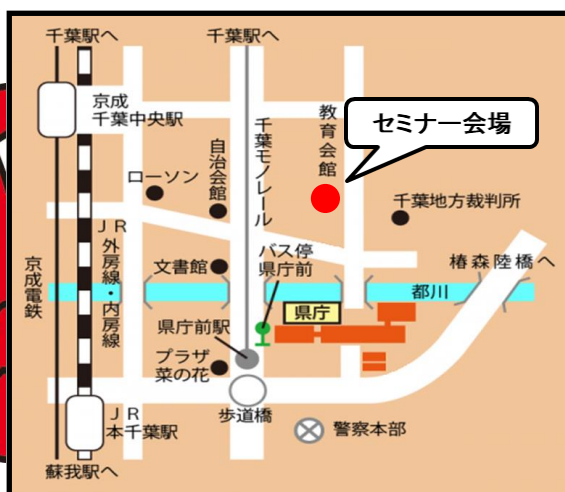 千葉駅へ
千葉駅へ
京成
千葉中央駅
千葉モノレール
教育会館
セミナー会場
自治会館
ローソン
千葉地方裁判所
JR
外房線・内房線
京成電鉄
文書館
バス停
県庁前
椿森陸橋へ
都川
県庁
県庁前駅
プラザ
菜の花
歩道橋
JR
本千葉駅
警察本部
蘇我駅へ